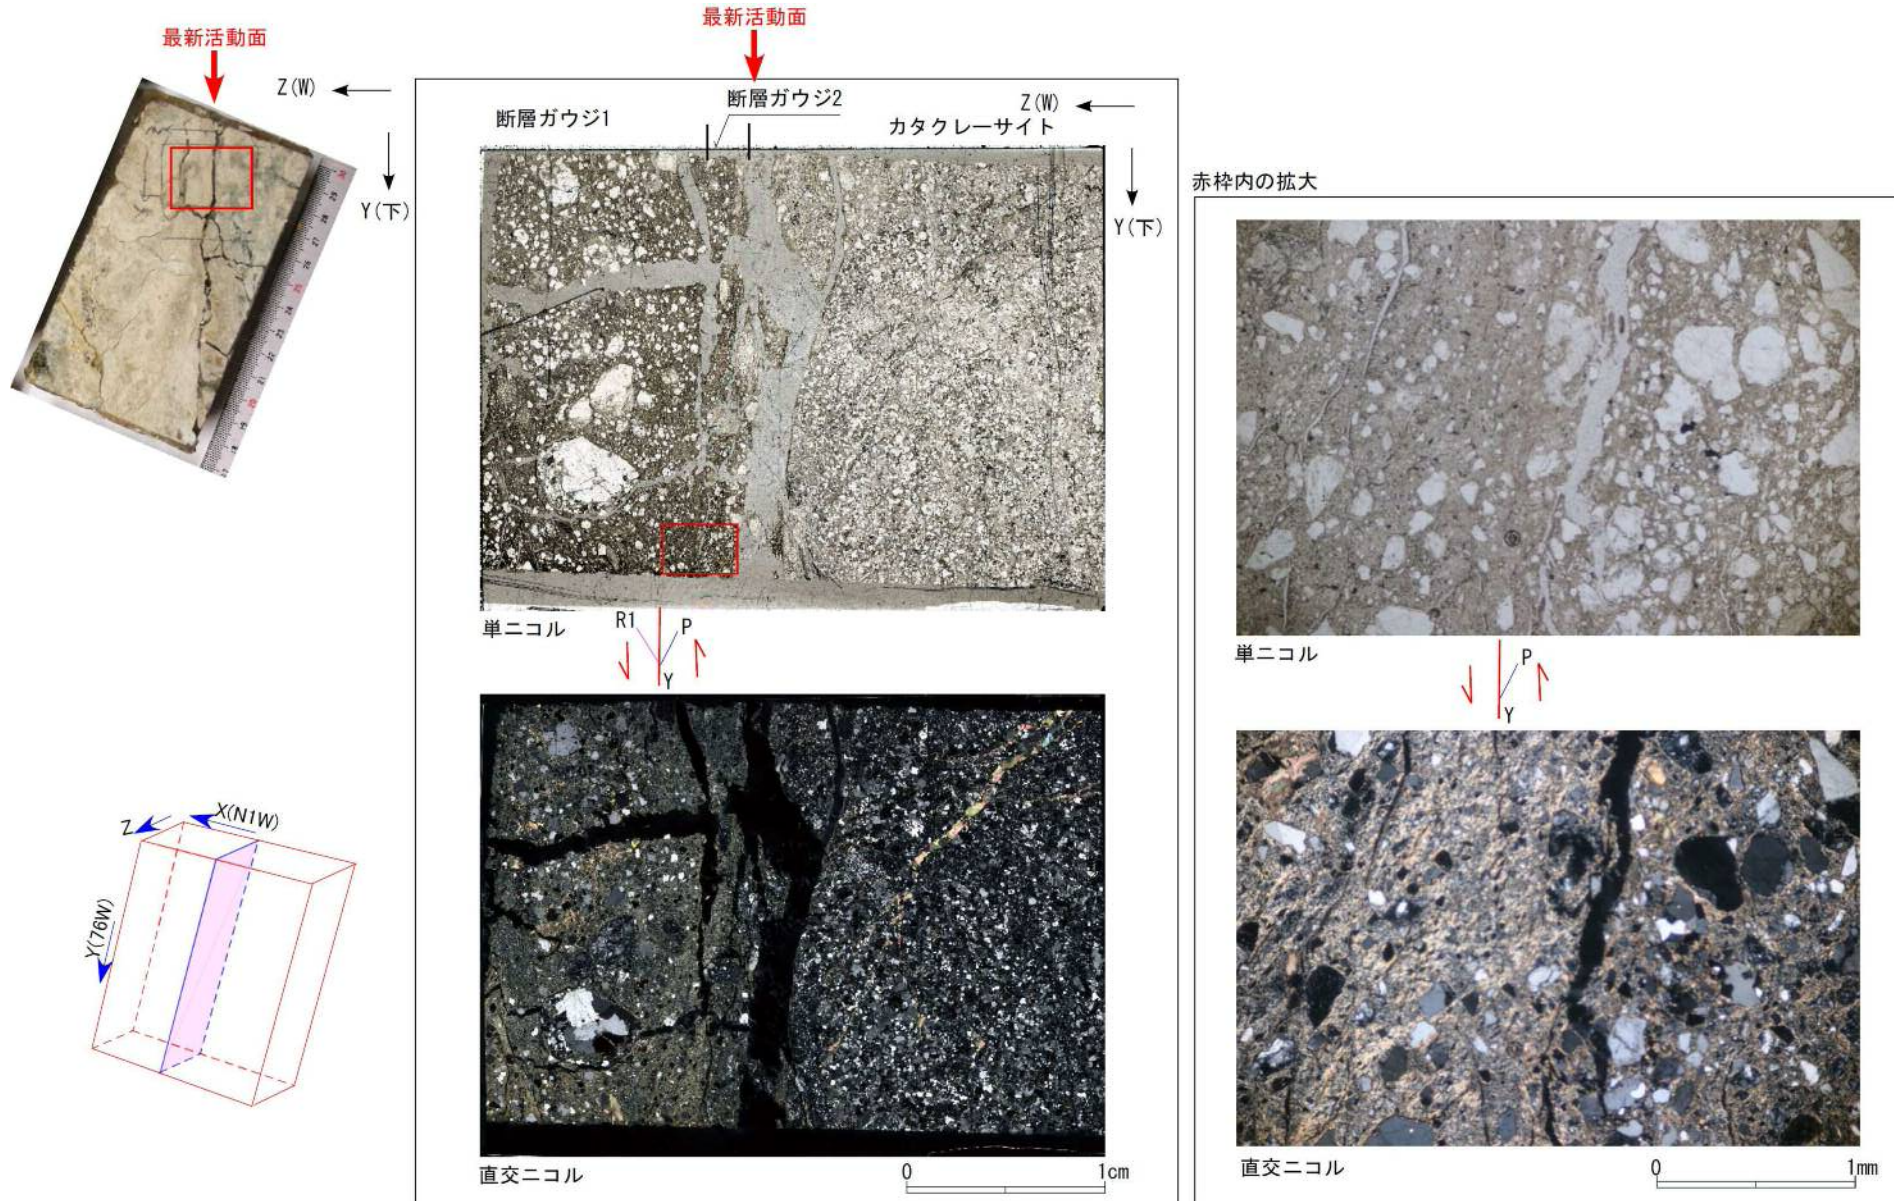 最新活動面
最新活動面
Z(W)
Y(下)
断層ガウジ1
断層ガウジ2
カタクレーサイト
Z(W)
Y(下)
赤枠内の拡大
単ニコル
R1
P
Y
直交ニコル
0
1cm
単ニコル
P
Y
直交ニコル
0
1mm
Z
X(N1W)
Y(76W)